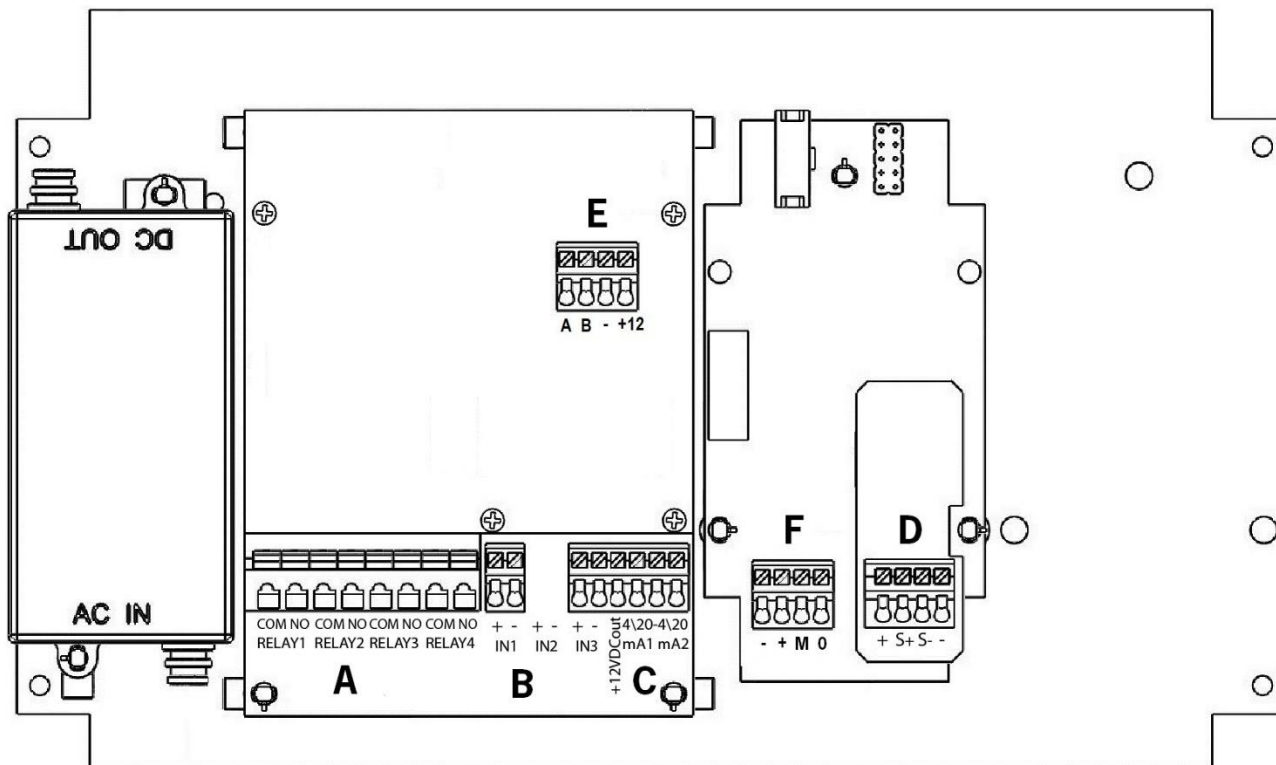 DC OUT
AC IN
E
A B - +12
COM NO COM NO COM NO COM NO
RELAY1 RELAY2 RELAY3 RELAY4
A
+ - + - + -
IN1 IN2 IN3
B
+12VDCout
4\20-4\20
mA1 mA2
C
F
- + M 0
D
+ S+ S- -